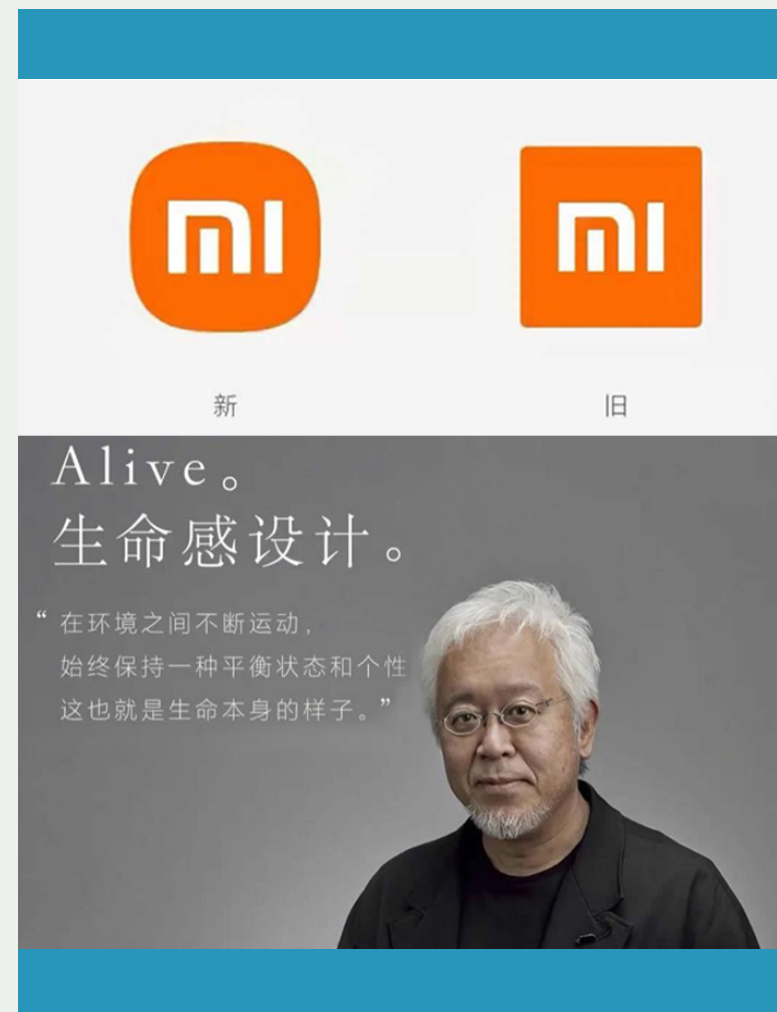 mi
mi
新
旧
Alive。
生命感设计。
“在环境之间不断运动，
始终保持一种平衡状态和个性
这也就是生命本身的样子。”